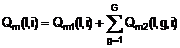 Qm(l,i) = Qm1(l,i) + ∑_{g=1}^{G} Qm2(l,g,i)